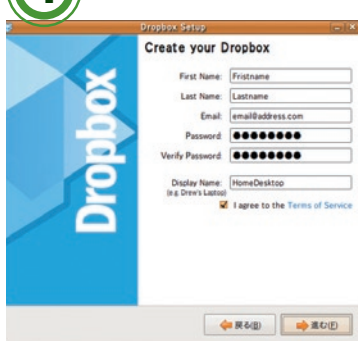 Dropbox Setup
Dropbox
Create your Dropbox
First Name: Fristname
Last Name: Lastname
Email: email@address.com
Password: ●●●●●●●●
Verify Password: ●●●●●●●●
Display Name: HomeDesktop
(e.g. Drew's Laptop)
I agree to the Terms of Service
戻る(B) 進む(F)